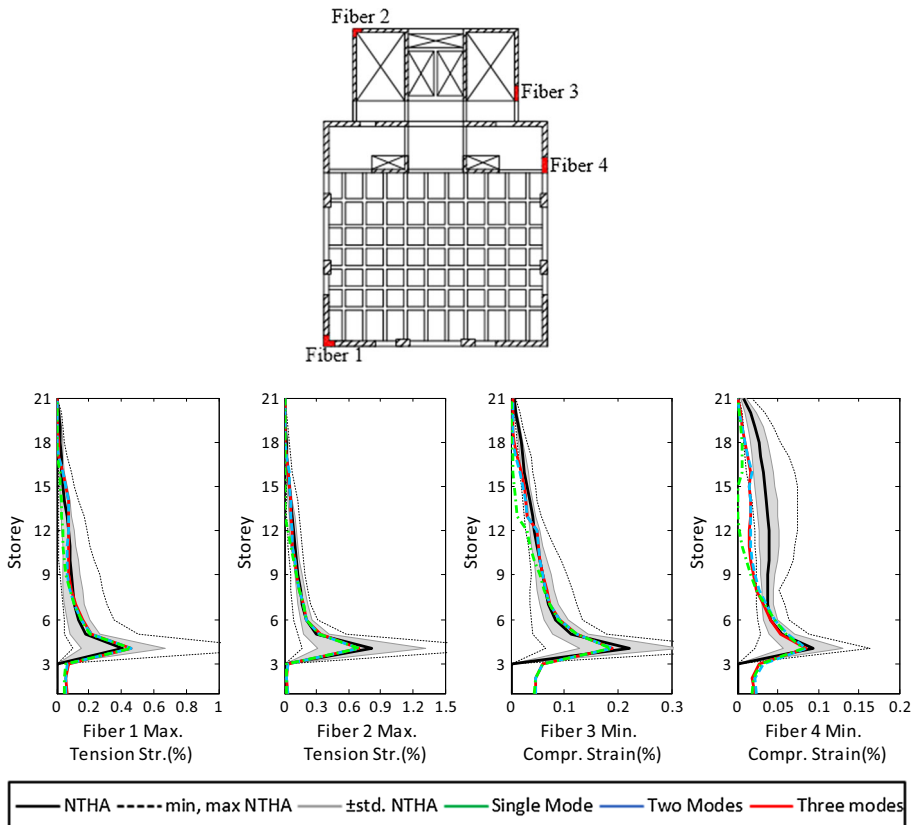 Fiber 2
Fiber 3
Fiber 4
Fiber 1
21
18
15
12
9
6
3
Storey
0 0.2 0.4 0.6 0.8 1
Fiber 1 Max.
Tension Str.(%)
21
18
15
12
9
6
3
Storey
0 0.3 0.6 0.9 1.2 1.5
Fiber 2 Max.
Tension Str.(%)
21
18
15
12
9
6
3
Storey
0 0.1 0.2 0.3
Fiber 3 Min.
Compr. Strain(%)
21
18
15
12
9
6
3
Storey
0 0.05 0.1 0.15 0.2
Fiber 4 Min.
Compr. Strain(%)
NTHA min, max NTHA ±std. NTHA Single Mode Two Modes Three modes